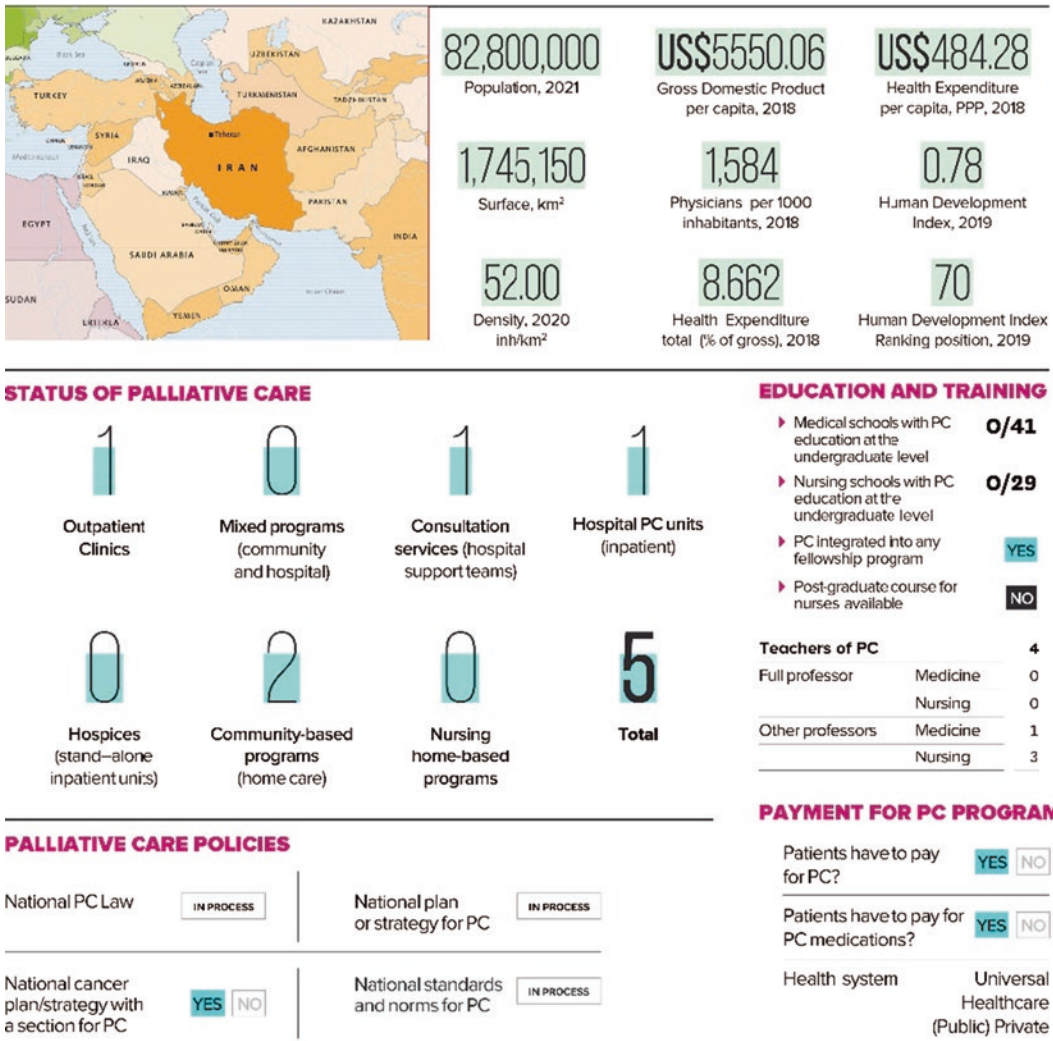 KAZAKHSTAN
Black Sea
Caspian
Sea
UZBEKISTAN
TURKEY
TURKMENISTAN
SYRIA
Teheran
AFGHANISTAN
IRAQ
IRAN
PAKISTAN
EGYPT
INDIA
SAUDI ARABIA
OMAN
SUDAN
YEMEN
82,800,000
Population, 2021
US$5550.06
Gross Domestic Product
per capita, 2018
US$484.28
Health Expenditure
per capita, PPP, 2018
1,745,150
Surface, km²
1,584
Physicians per 1000
inhabitants, 2018
0.78
Human Development
Index, 2019
52.00
Density, 2020
inh/km²
8.662
Health Expenditure
total (% of gross), 2018
70
Human Development Index
Ranking position, 2019
STATUS OF PALLIATIVE CARE
1
Outpatient
Clinics
0
Mixed programs
(community
and hospital)
1
Consultation
services (hospital
support teams)
1
Hospital PC units
(inpatient)
0
Hospices
(stand–alone
inpatient units)
2
Community-based
programs
(home care)
0
Nursing
home-based
programs
5
Total
EDUCATION AND TRAINING
Medical schools with PC
education at the
undergraduate level
0/41
Nursing schools with PC
education at the
undergraduate level
0/29
PC integrated into any
fellowship program
YES
Post-graduate course for
nurses available
NO
Teachers of PC 4
Full professor Medicine 0
Nursing 0
Other professors Medicine 1
Nursing 3
PALLIATIVE CARE POLICIES
National PC Law
IN PROCESS
National plan
or strategy for PC
IN PROCESS
National cancer
plan/strategy with
a section for PC
YES NO
National standards
and norms for PC
IN PROCESS
PAYMENT FOR PC PROGRAM
Patients have to pay
for PC?
YES NO
Patients have to pay for
PC medications?
YES NO
Health system Universal
Healthcare
(Public) Private